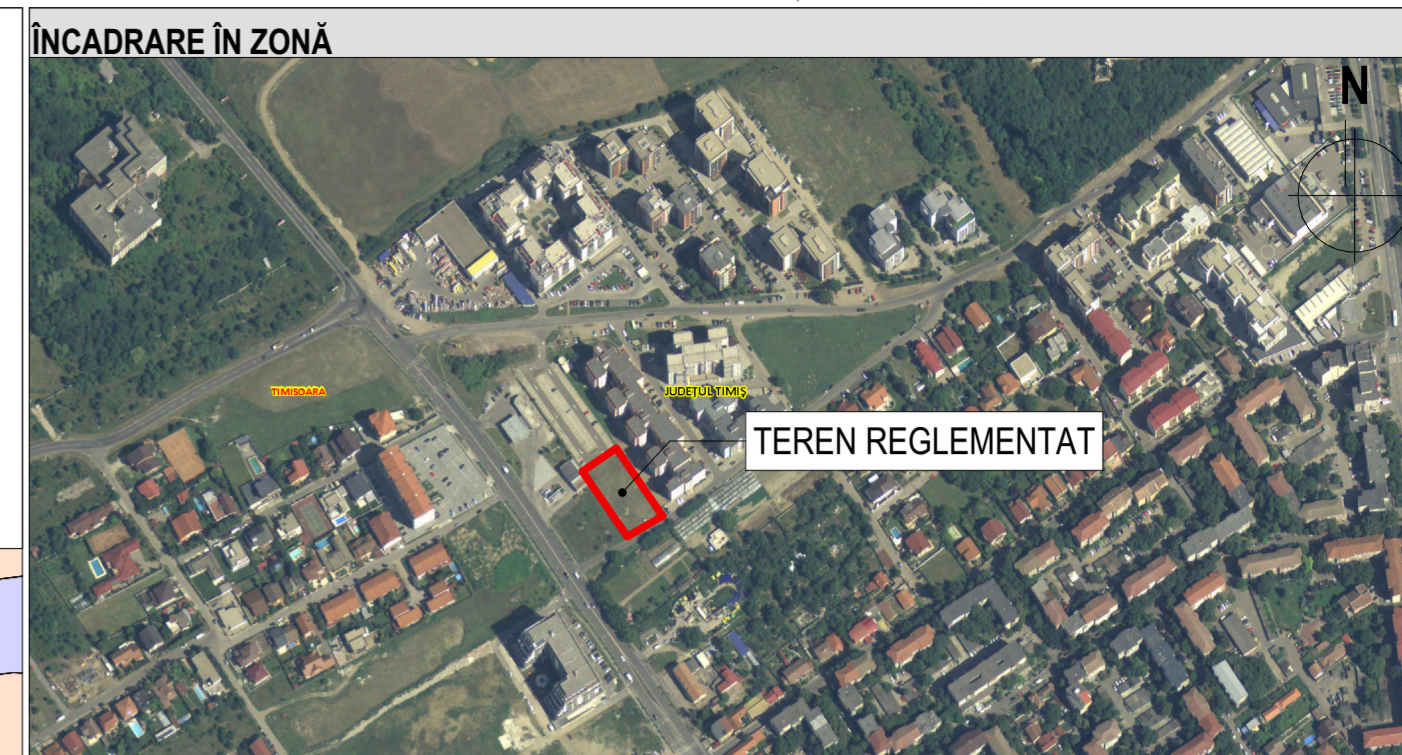 ÎNCADRARE ÎN ZONĂ
N
TIMISOARA
JUDEȚUL TIMIȘ
TEREN REGLEMENTAT